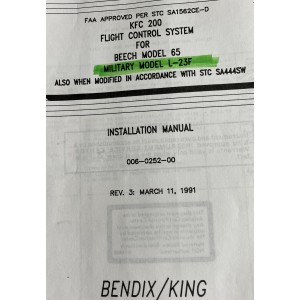 FAA APPROVED PER STC SA1562CE-D
KFC 200
FLIGHT CONTROL SYSTEM
FOR
BEECH MODEL 65
MILITARY MODEL L-23F
ALSO WHEN MODIFIED IN ACCORDANCE WITH STC SA444SW
INSTALLATION MANUAL
006-0252-00
REV. 3: MARCH 11, 1991
BENDIX/KING